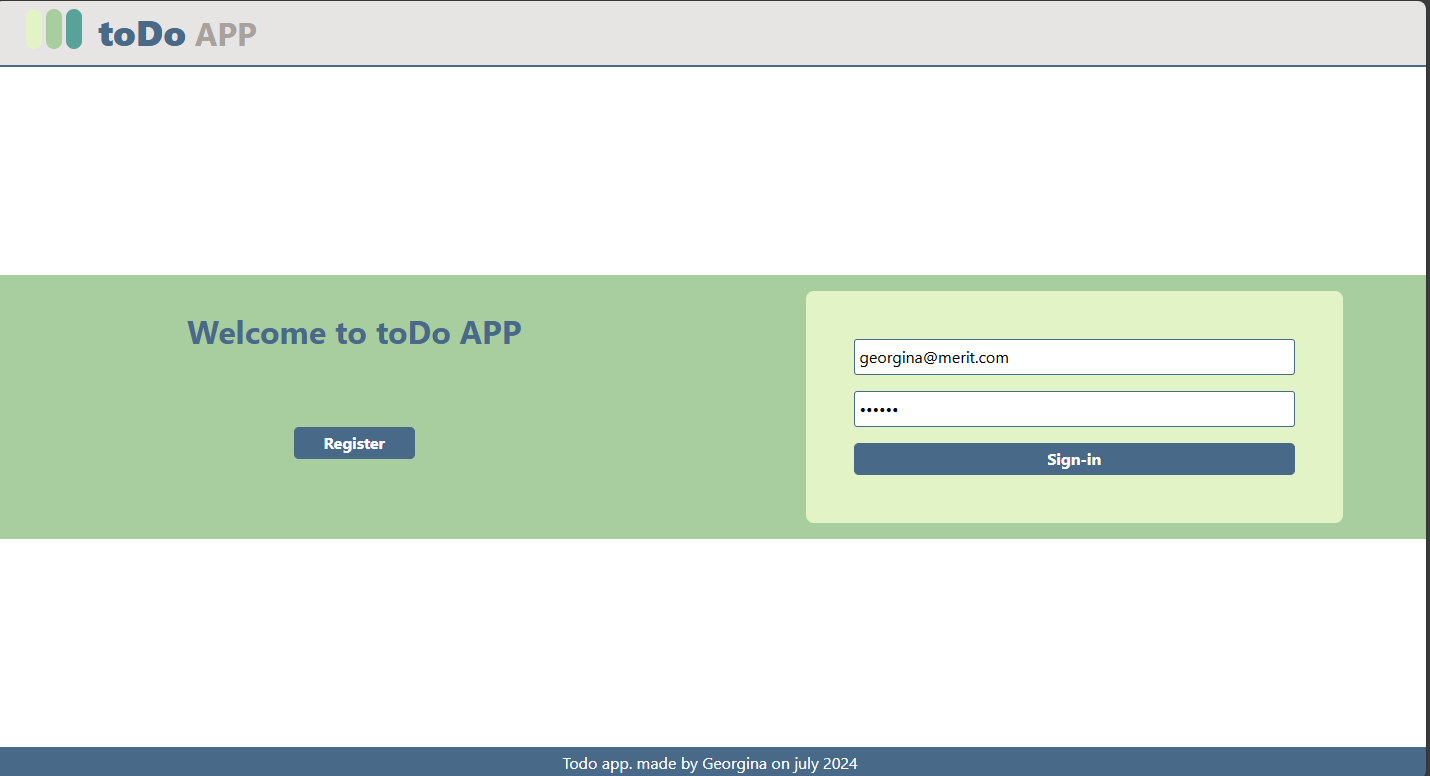 toDo APP
Welcome to toDo APP
Register
georgina@merit.com
••••••
Sign-in
Todo app. made by Georgina on july 2024